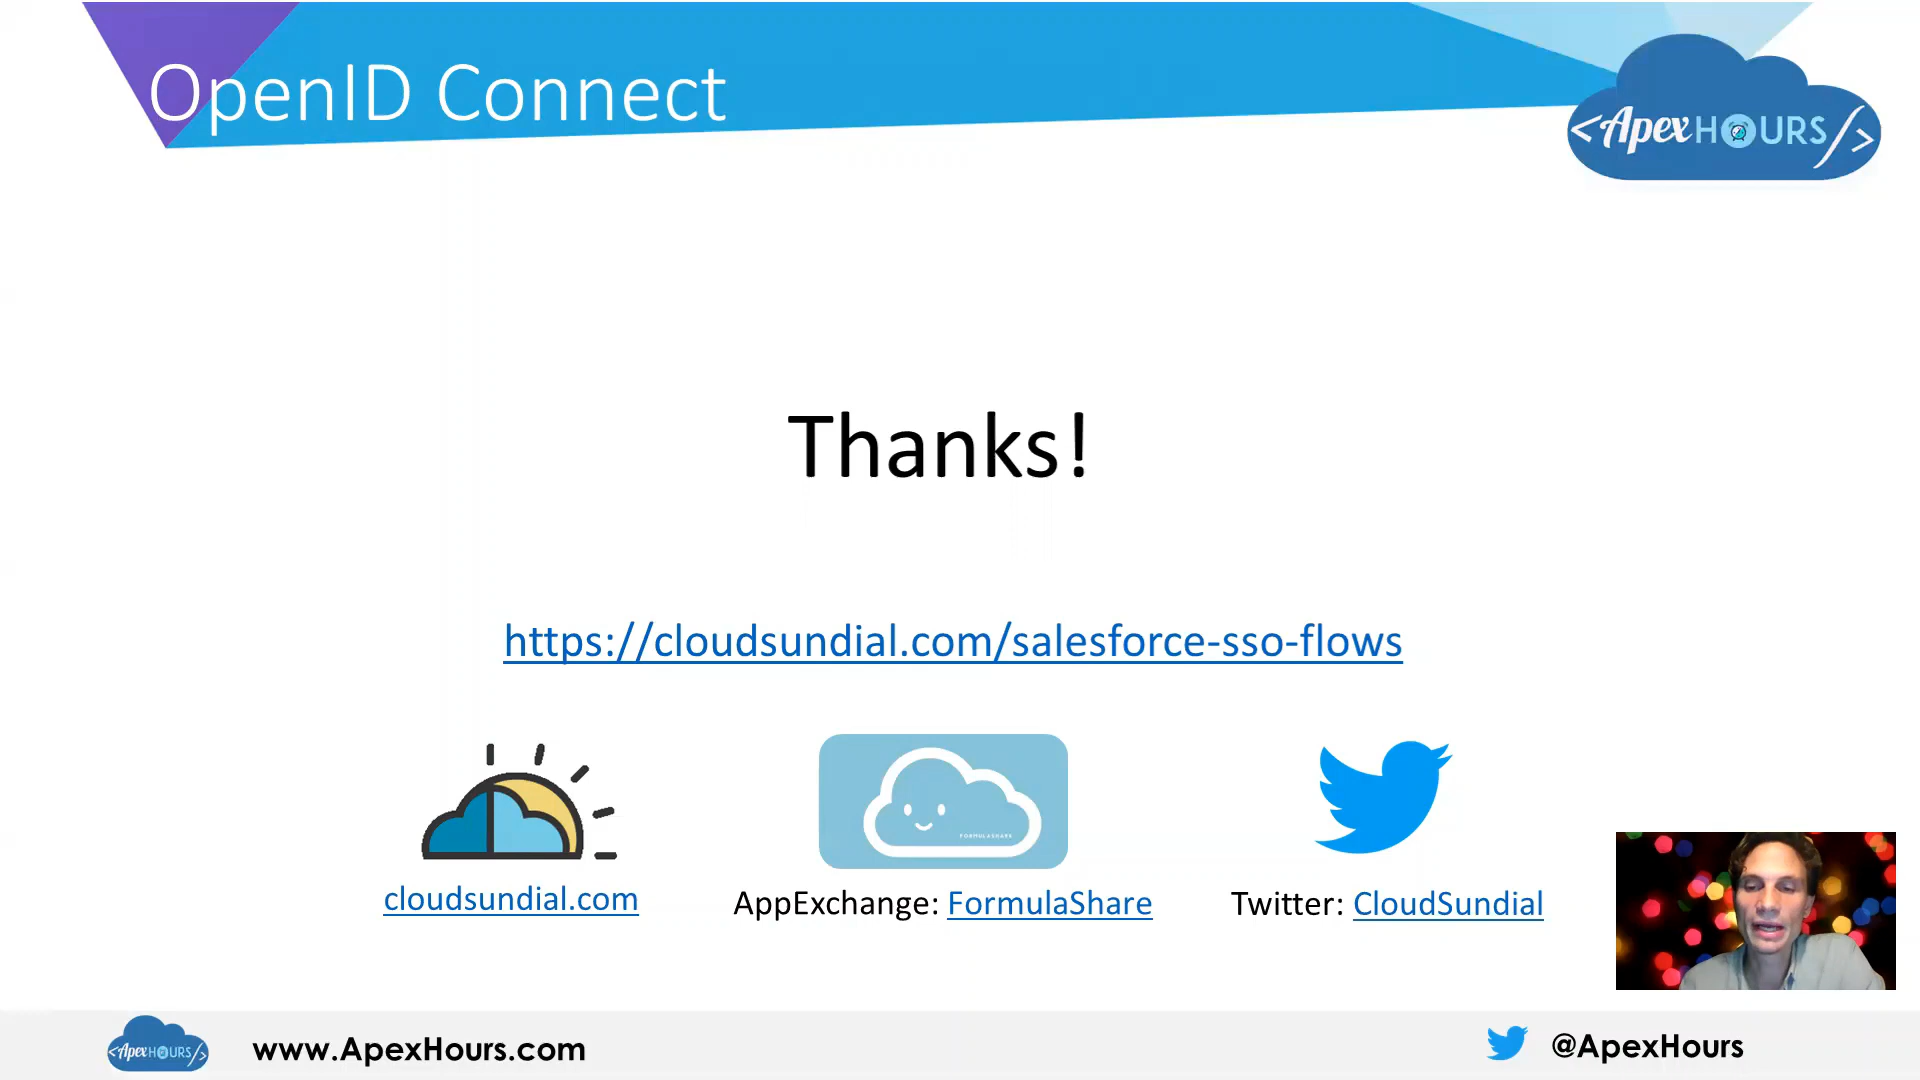 OpenID Connect
<ApexHOURS/>
Thanks!
https://cloudsundial.com/salesforce-sso-flows
FORMULASHARE
cloudsundial.com
AppExchange: FormulaShare
Twitter: CloudSundial
<ApexHOURS/>
www.ApexHours.com
@ApexHours